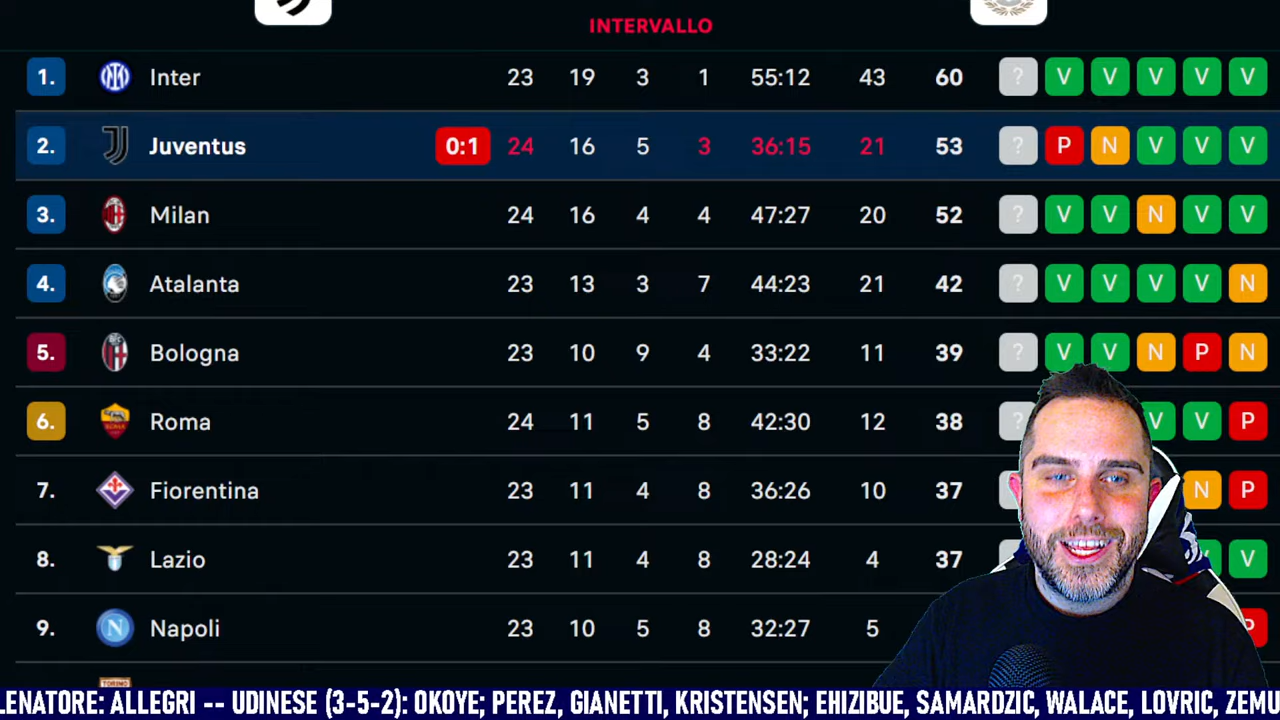 INTERVALLO
1. Inter 23 19 3 1 55:12 43 60 ? V V V V V
2. Juventus 0:1 24 16 5 3 36:15 21 53 ? P N V V V
3. Milan 24 16 4 4 47:27 20 52 ? V V N V V
4. Atalanta 23 13 3 7 44:23 21 42 ? V V V V N
5. Bologna 23 10 9 4 33:22 11 39 ? V V N P N
6. Roma 24 11 5 8 42:30 12 38 ? V V P
7. Fiorentina 23 11 4 8 36:26 10 37 N P
8. Lazio 23 11 4 8 28:24 4 37 V
9. Napoli 23 10 5 8 32:27 5 P
LENATORE: ALLEGRI -- UDINESE (3-5-2): OKOYE; PEREZ, GIANETTI, KRISTENSEN; EHIZIBUE, SAMARDZIC, WALACE, LOVRIC, ZEMU